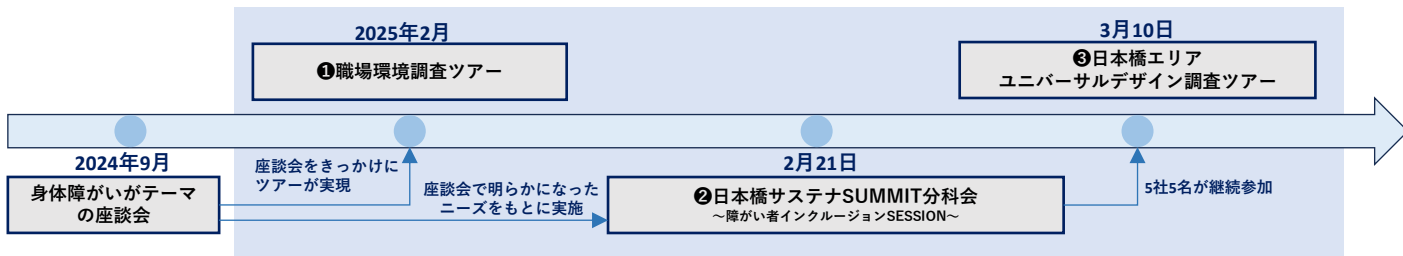 2025年2月
❶職場環境調査ツアー
3月10日
❸日本橋エリア
ユニバーサルデザイン調査ツアー
2024年9月
身体障がいがテーマ
の座談会
座談会をきっかけに
ツアーが実現
座談会で明らかになった
ニーズをもとに実施
2月21日
❷日本橋サステナSUMMIT分科会
～障がい者インクルージョンSESSION～
5社5名が継続参加